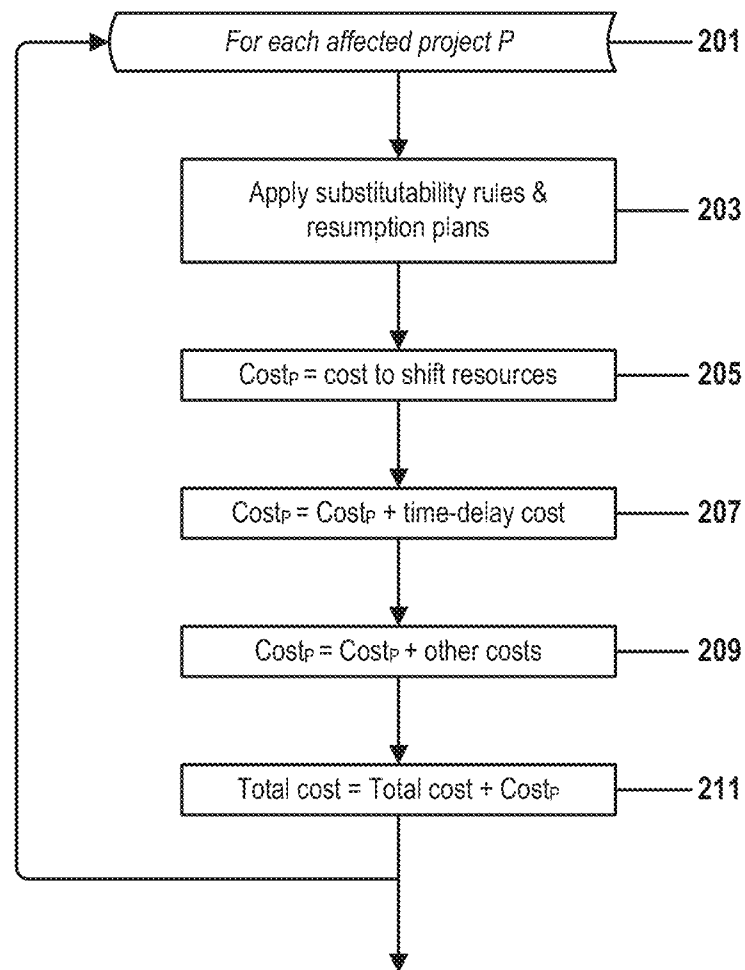 For each affected project P
201
Apply substitutability rules &
resumption plans
203
CostP = cost to shift resources
205
CostP = CostP + time-delay cost
207
CostP = CostP + other costs
209
Total cost = Total cost + CostP
211